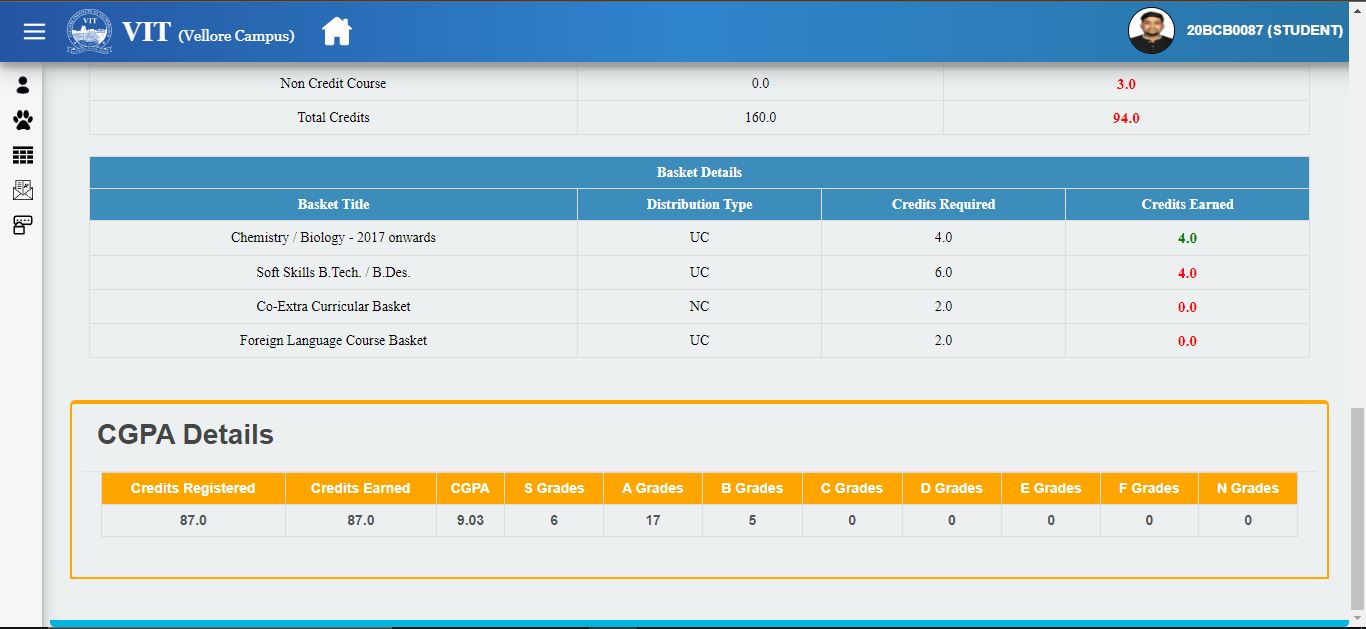 VIT (Vellore Campus) 20BCB0087 (STUDENT)
Non Credit Course 0.0 3.0
Total Credits 160.0 94.0
Basket Details
Basket Title Distribution Type Credits Required Credits Earned
Chemistry / Biology - 2017 onwards UC 4.0 4.0
Soft Skills B.Tech. / B.Des. UC 6.0 4.0
Co-Extra Curricular Basket NC 2.0 0.0
Foreign Language Course Basket UC 2.0 0.0
CGPA Details
Credits Registered Credits Earned CGPA S Grades A Grades B Grades C Grades D Grades E Grades F Grades N Grades
87.0 87.0 9.03 6 17 5 0 0 0 0 0